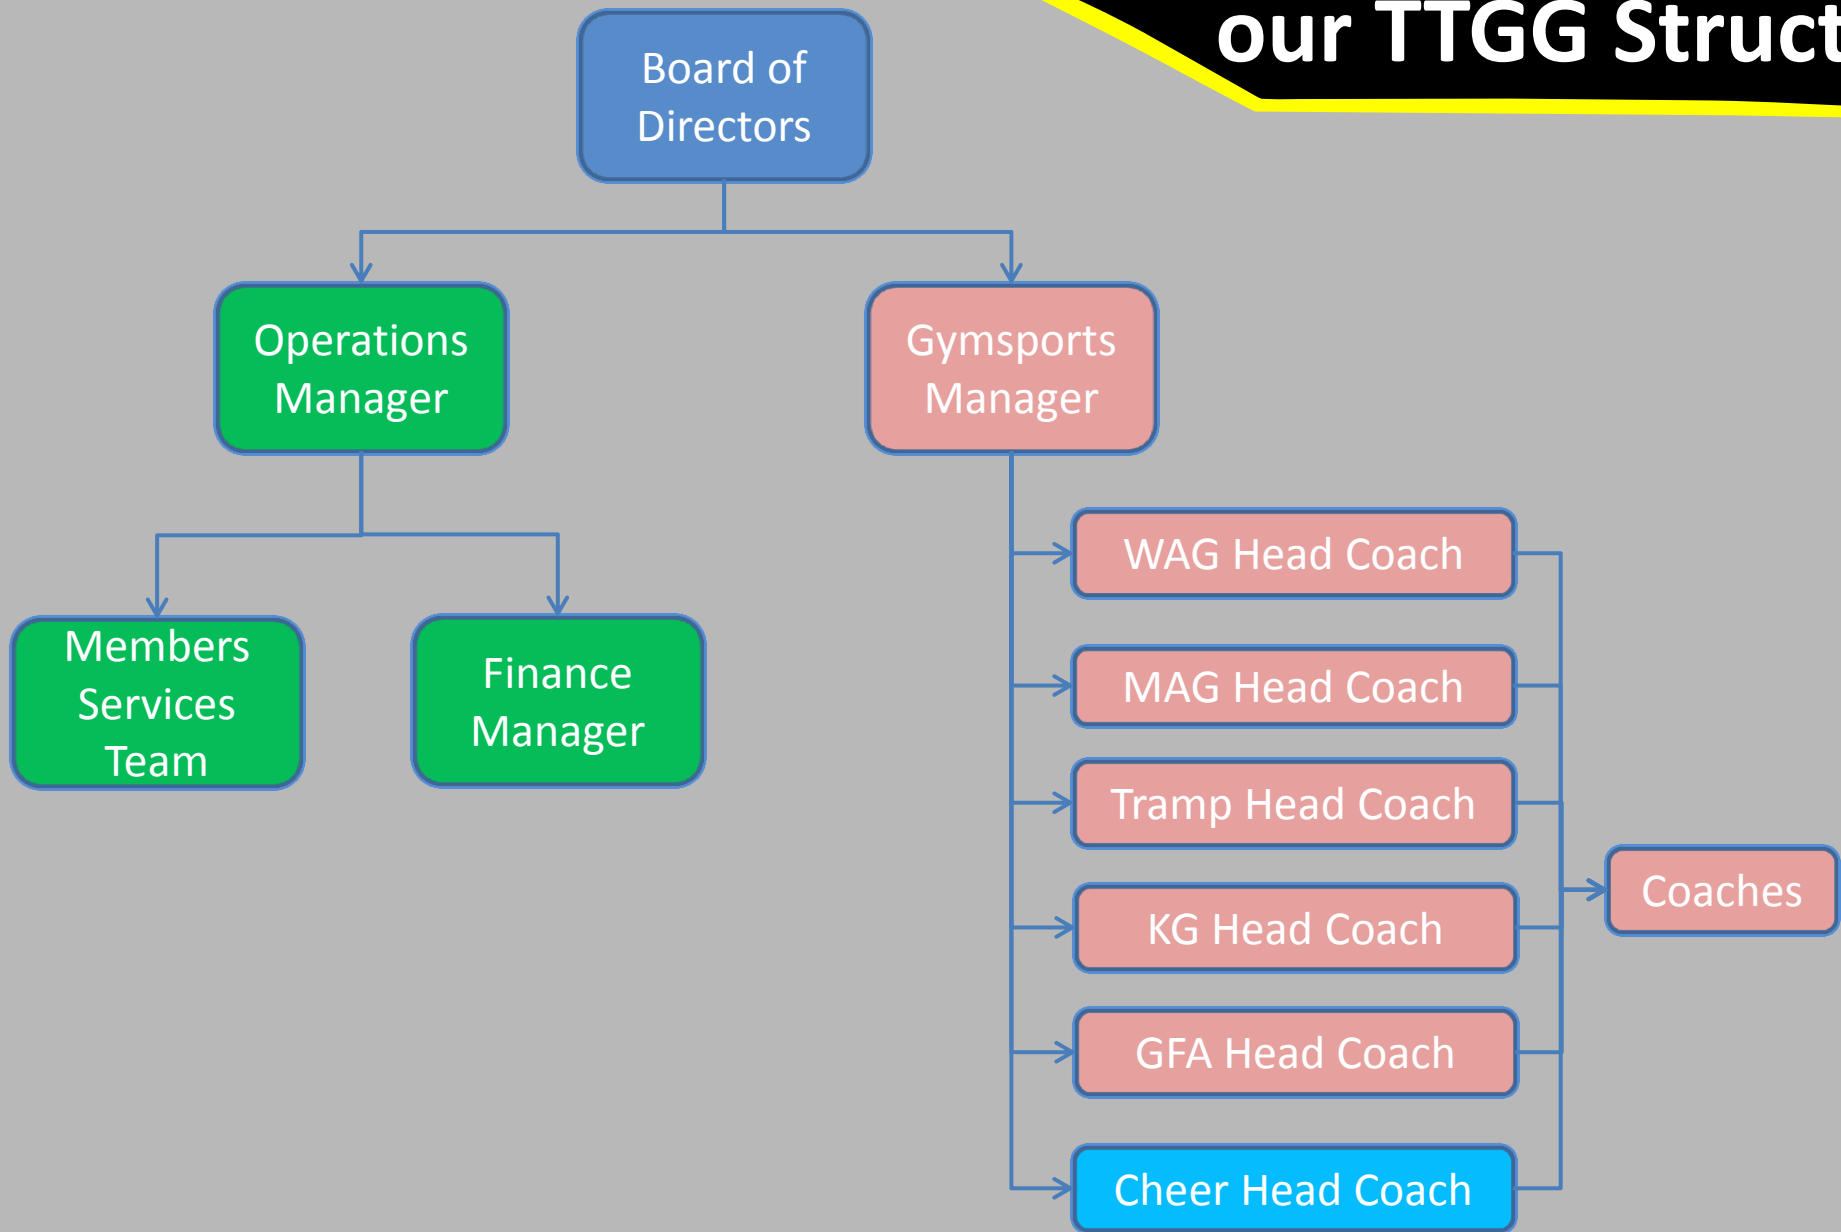 our TTGG Struct
Board of
Directors
Operations
Manager
Gymsports
Manager
Members
Services
Team
Finance
Manager
WAG Head Coach
MAG Head Coach
Tramp Head Coach
KG Head Coach
GFA Head Coach
Cheer Head Coach
Coaches